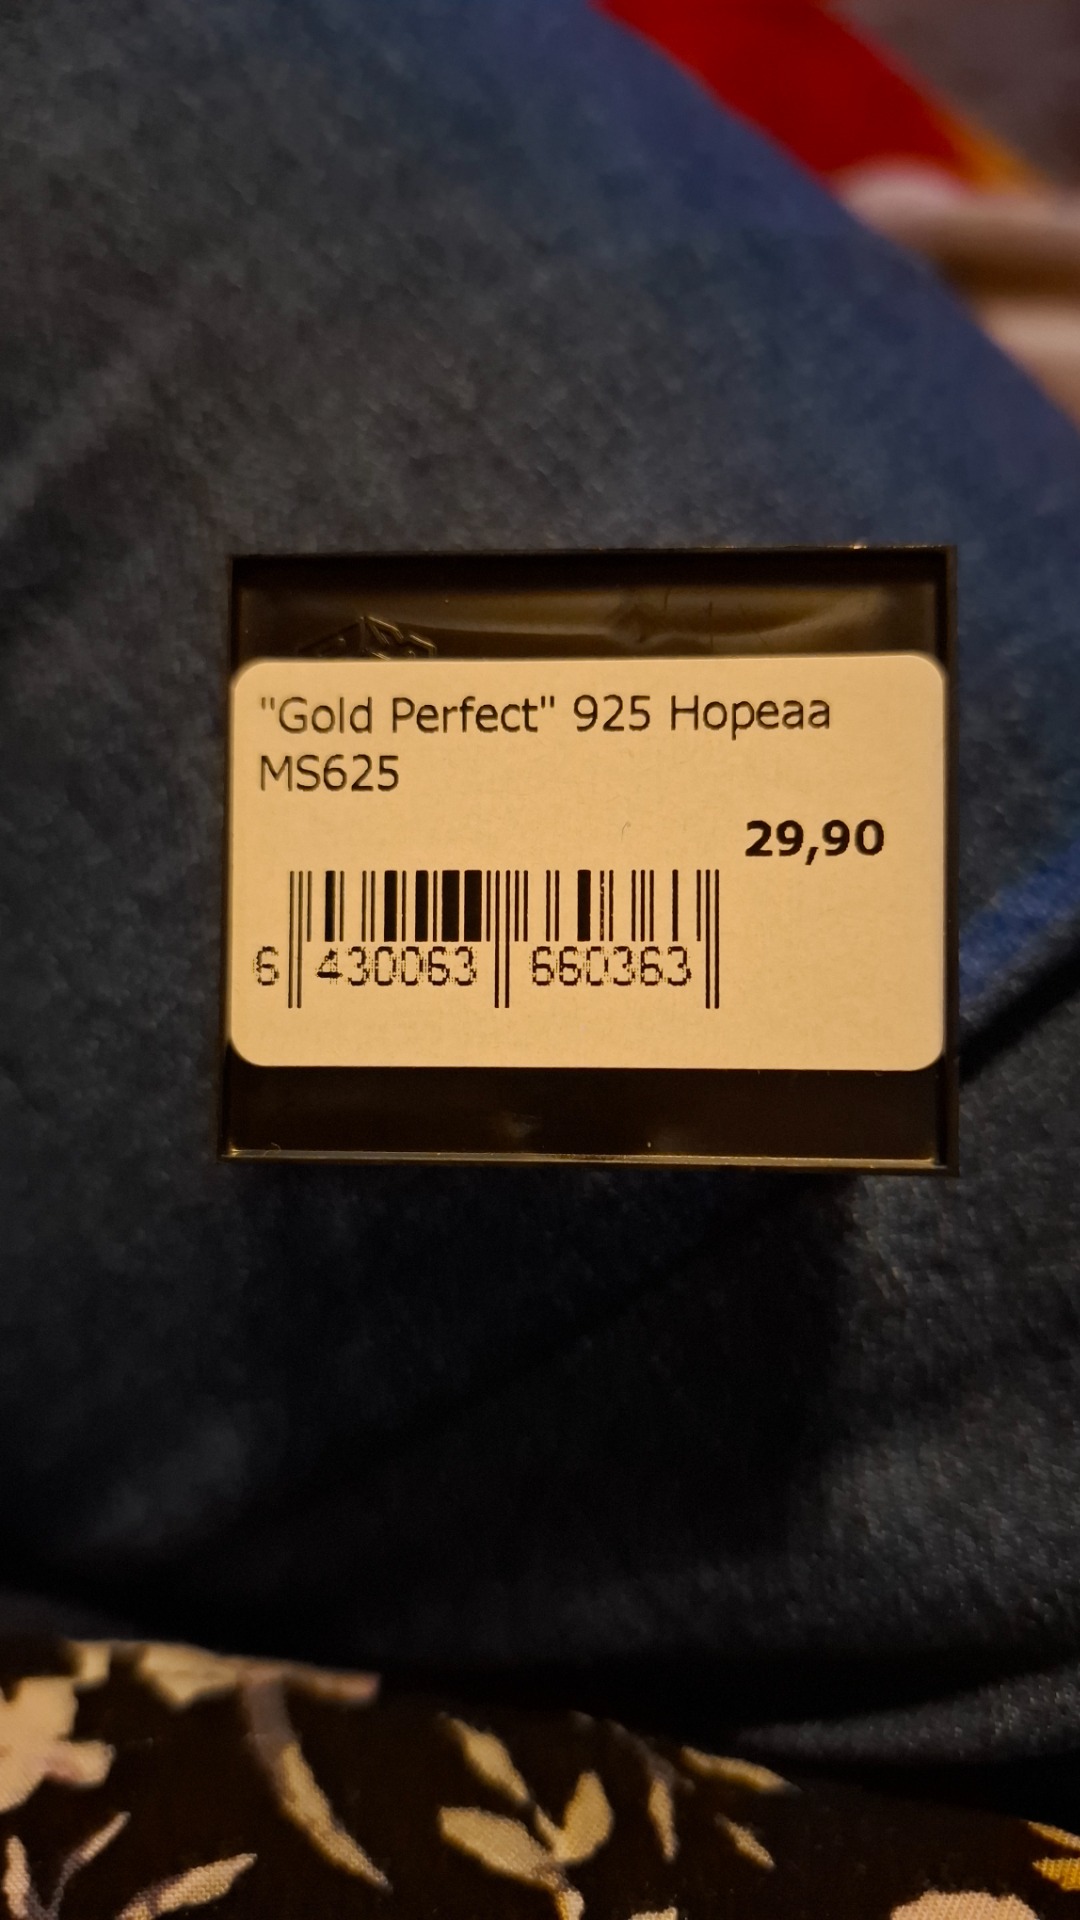 "Gold Perfect" 925 Hopeaa
MS625
29,90
6 430063 660363